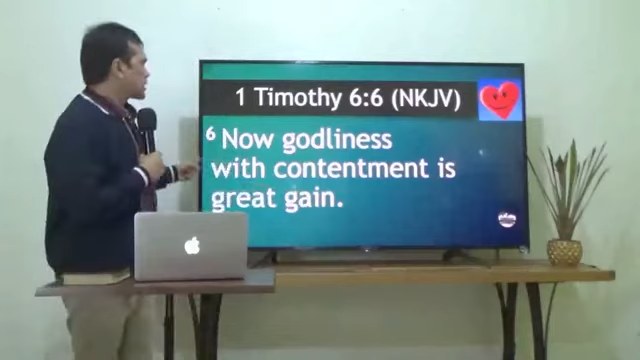 1 Timothy 6:6 (NKJV)
6 Now godliness
with contentment is
great gain.